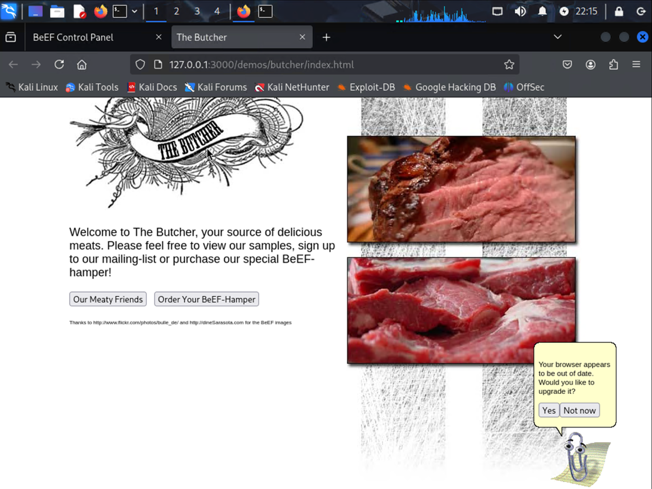 1 2 3 4
22:15
BeEF Control Panel
The Butcher
127.0.0.1:3000/demos/butcher/index.html
Kali Linux Kali Tools Kali Docs Kali Forums Kali NetHunter Exploit-DB Google Hacking DB OffSec
THE BUTCHER
Welcome to The Butcher, your source of delicious
meats. Please feel free to view our samples, sign up
to our mailing-list or purchase our special BeEF-
hamper!
Our Meaty Friends Order Your BeEF-Hamper
Thanks to http://www.flickr.com/photos/bulle_de/ and http://dineSarasota.com for the BeEF images
Your browser appears
to be out of date.
Would you like to
upgrade it?
Yes Not now